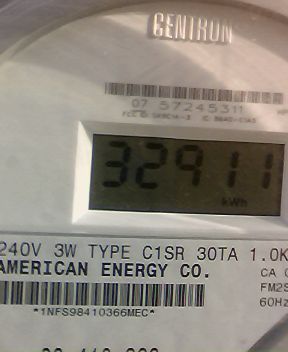 CENTRON
07 57245311
32911
kWh
240V 3W TYPE C1SR 30TA 1.0K
AMERICAN ENERGY CO.
CA
FM2S
60Hz
*1NFS98410366MEC*